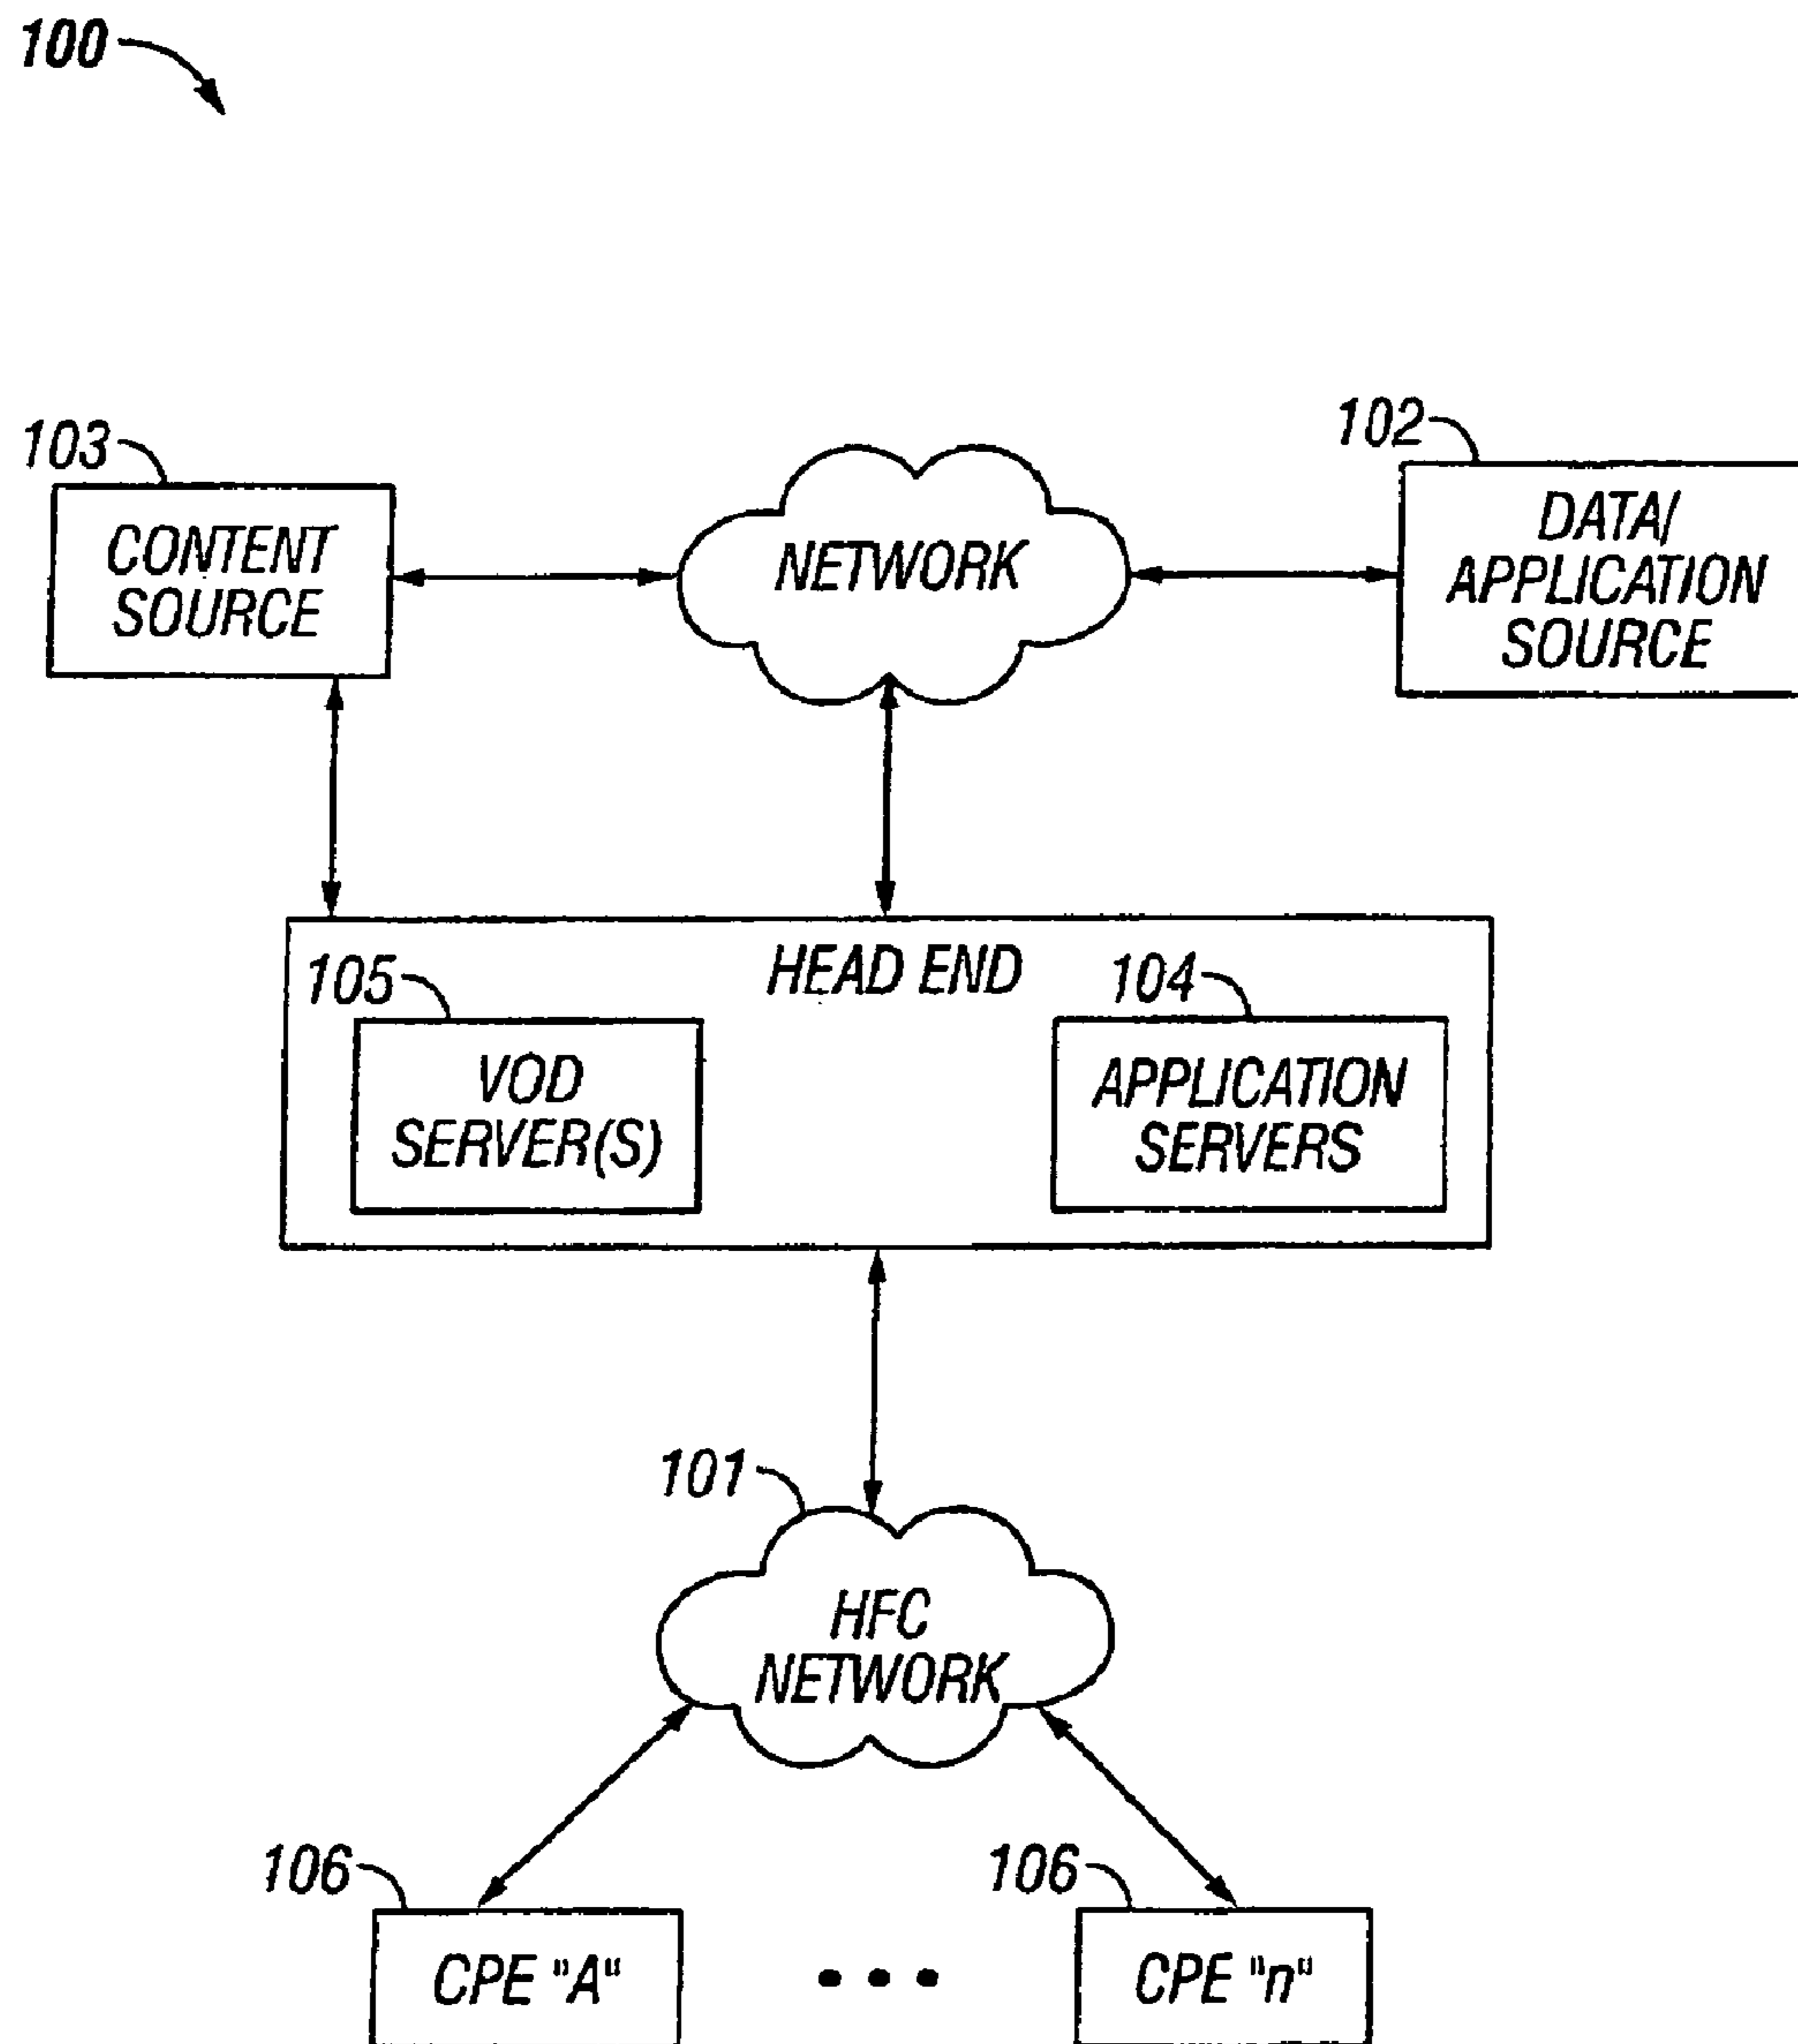 100
103
CONTENT
SOURCE
NETWORK
102
DATA/
APPLICATION
SOURCE
HEAD END
105
VOD
SERVER(S)
104
APPLICATION
SERVERS
101
HFC
NETWORK
106
CPE "A"
106
CPE "n"